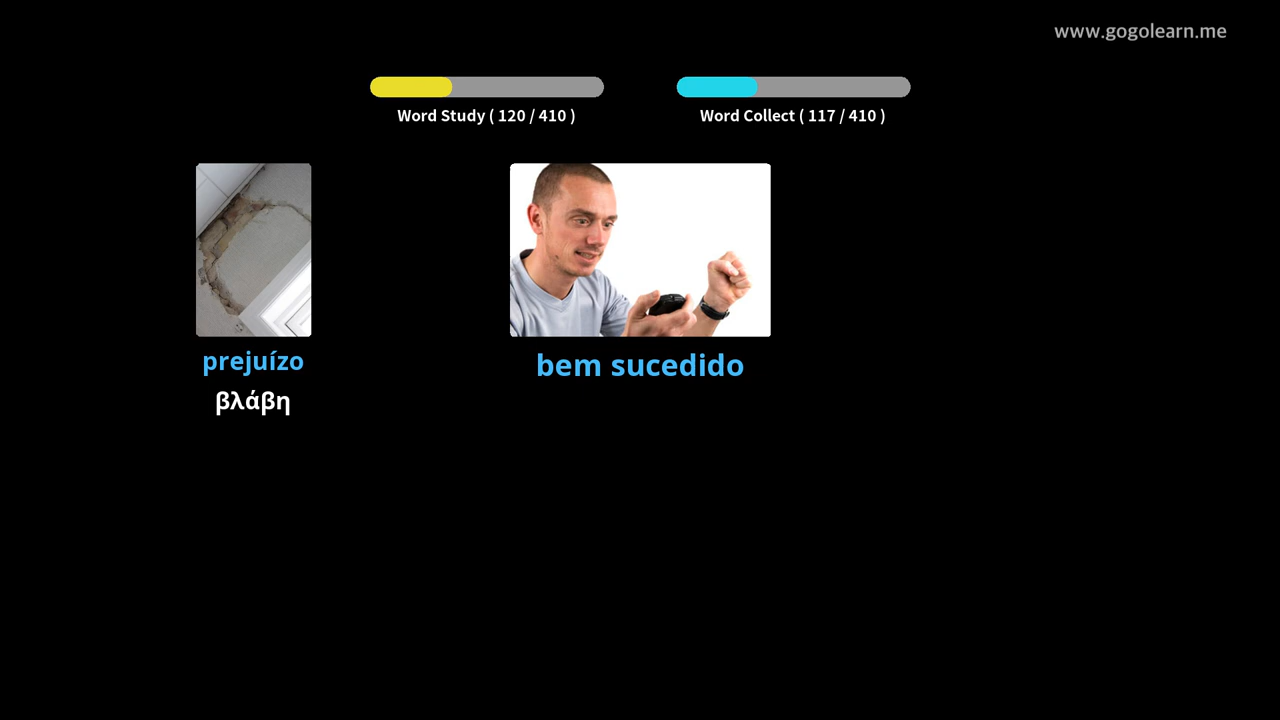 www.gogolearn.me
Word Study ( 120 / 410 )
Word Collect ( 117 / 410 )
prejuízo
βλάβη
bem sucedido